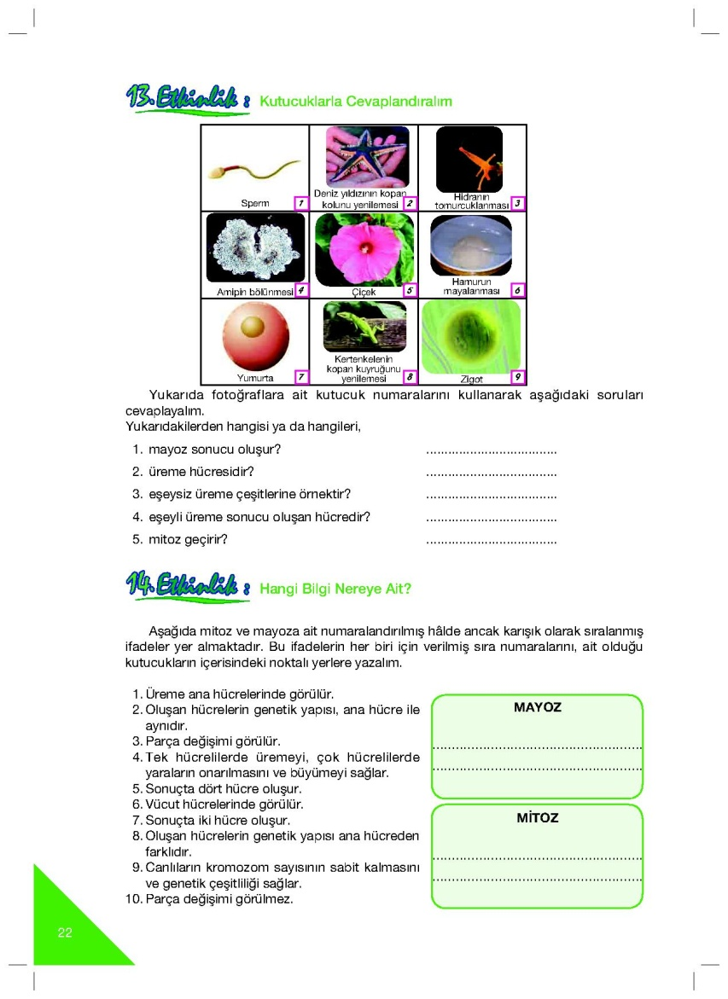 13. Etkinlik : Kutucuklarla Cevaplandıralım
Sperm 1
Deniz yıldızının kopan
kolunu yenilemesi 2
Hidranın
tomurcuklanması 3
Amipin bölünmesi 4
Çiçek 5
Hamurun
mayalanması 6
Yumurta 7
Kertenkelenin
kopan kuyruğunu
yenilemesi 8
Zigot 9
Yukarıda fotoğraflara ait kutucuk numaralarını kullanarak aşağıdaki soruları
cevaplayalım.
Yukarıdakilerden hangisi ya da hangileri,
1. mayoz sonucu oluşur? ....................................
2. üreme hücresidir? ....................................
3. eşeysiz üreme çeşitlerine örnektir? ....................................
4. eşeyli üreme sonucu oluşan hücredir? ....................................
5. mitoz geçirir? ....................................
14. Etkinlik : Hangi Bilgi Nereye Ait?
Aşağıda mitoz ve mayoza ait numaralandırılmış hâlde ancak karışık olarak sıralanmış
ifadeler yer almaktadır. Bu ifadelerin her biri için verilmiş sıra numaralarını, ait olduğu
kutucukların içerisindeki noktalı yerlere yazalım.
1. Üreme ana hücrelerinde görülür.
2. Oluşan hücrelerin genetik yapısı, ana hücre ile
aynıdır.
3. Parça değişimi görülür.
4. Tek hücrelilerde üremeyi, çok hücrelilerde
yaraların onarılmasını ve büyümeyi sağlar.
5. Sonuçta dört hücre oluşur.
6. Vücut hücrelerinde görülür.
7. Sonuçta iki hücre oluşur.
8. Oluşan hücrelerin genetik yapısı ana hücreden
farklıdır.
9. Canlıların kromozom sayısının sabit kalmasını
ve genetik çeşitliliği sağlar.
10. Parça değişimi görülmez.
MAYOZ
........................................................
........................................................
MİTOZ
........................................................
........................................................
22